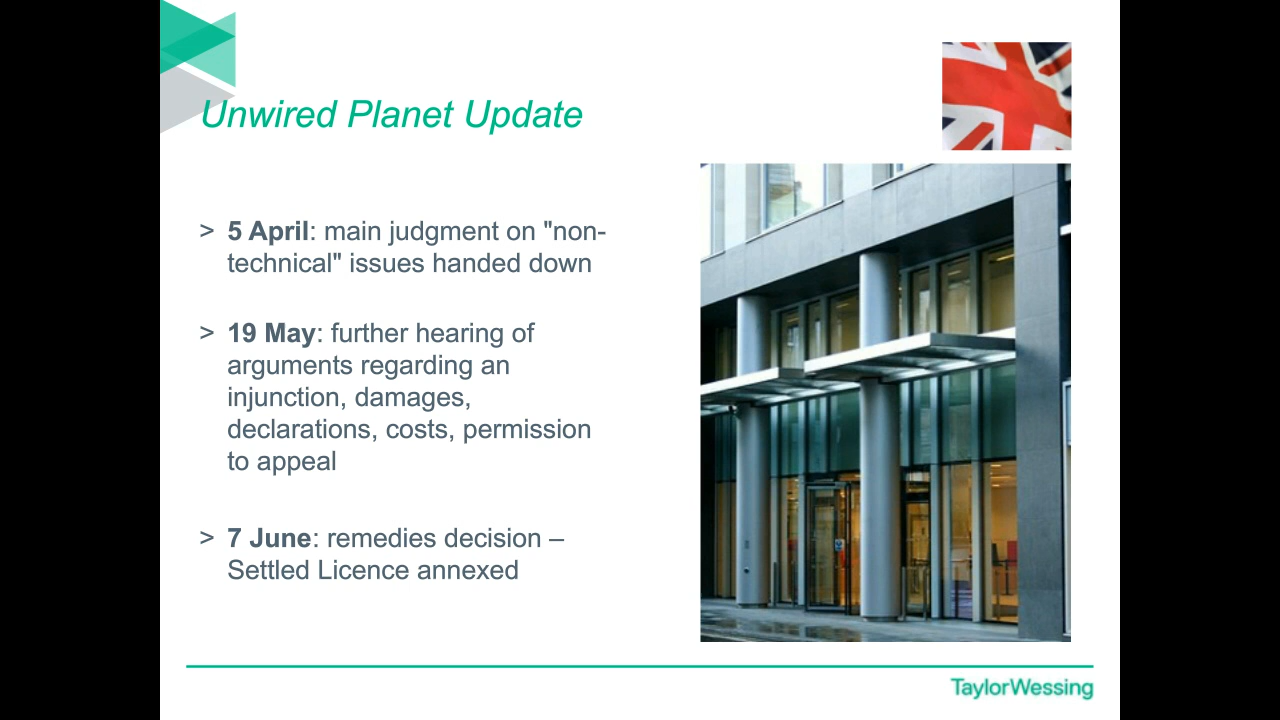 Unwired Planet Update
> 5 April: main judgment on "non-
technical" issues handed down
> 19 May: further hearing of
arguments regarding an
injunction, damages,
declarations, costs, permission
to appeal
> 7 June: remedies decision –
Settled Licence annexed
TaylorWessing